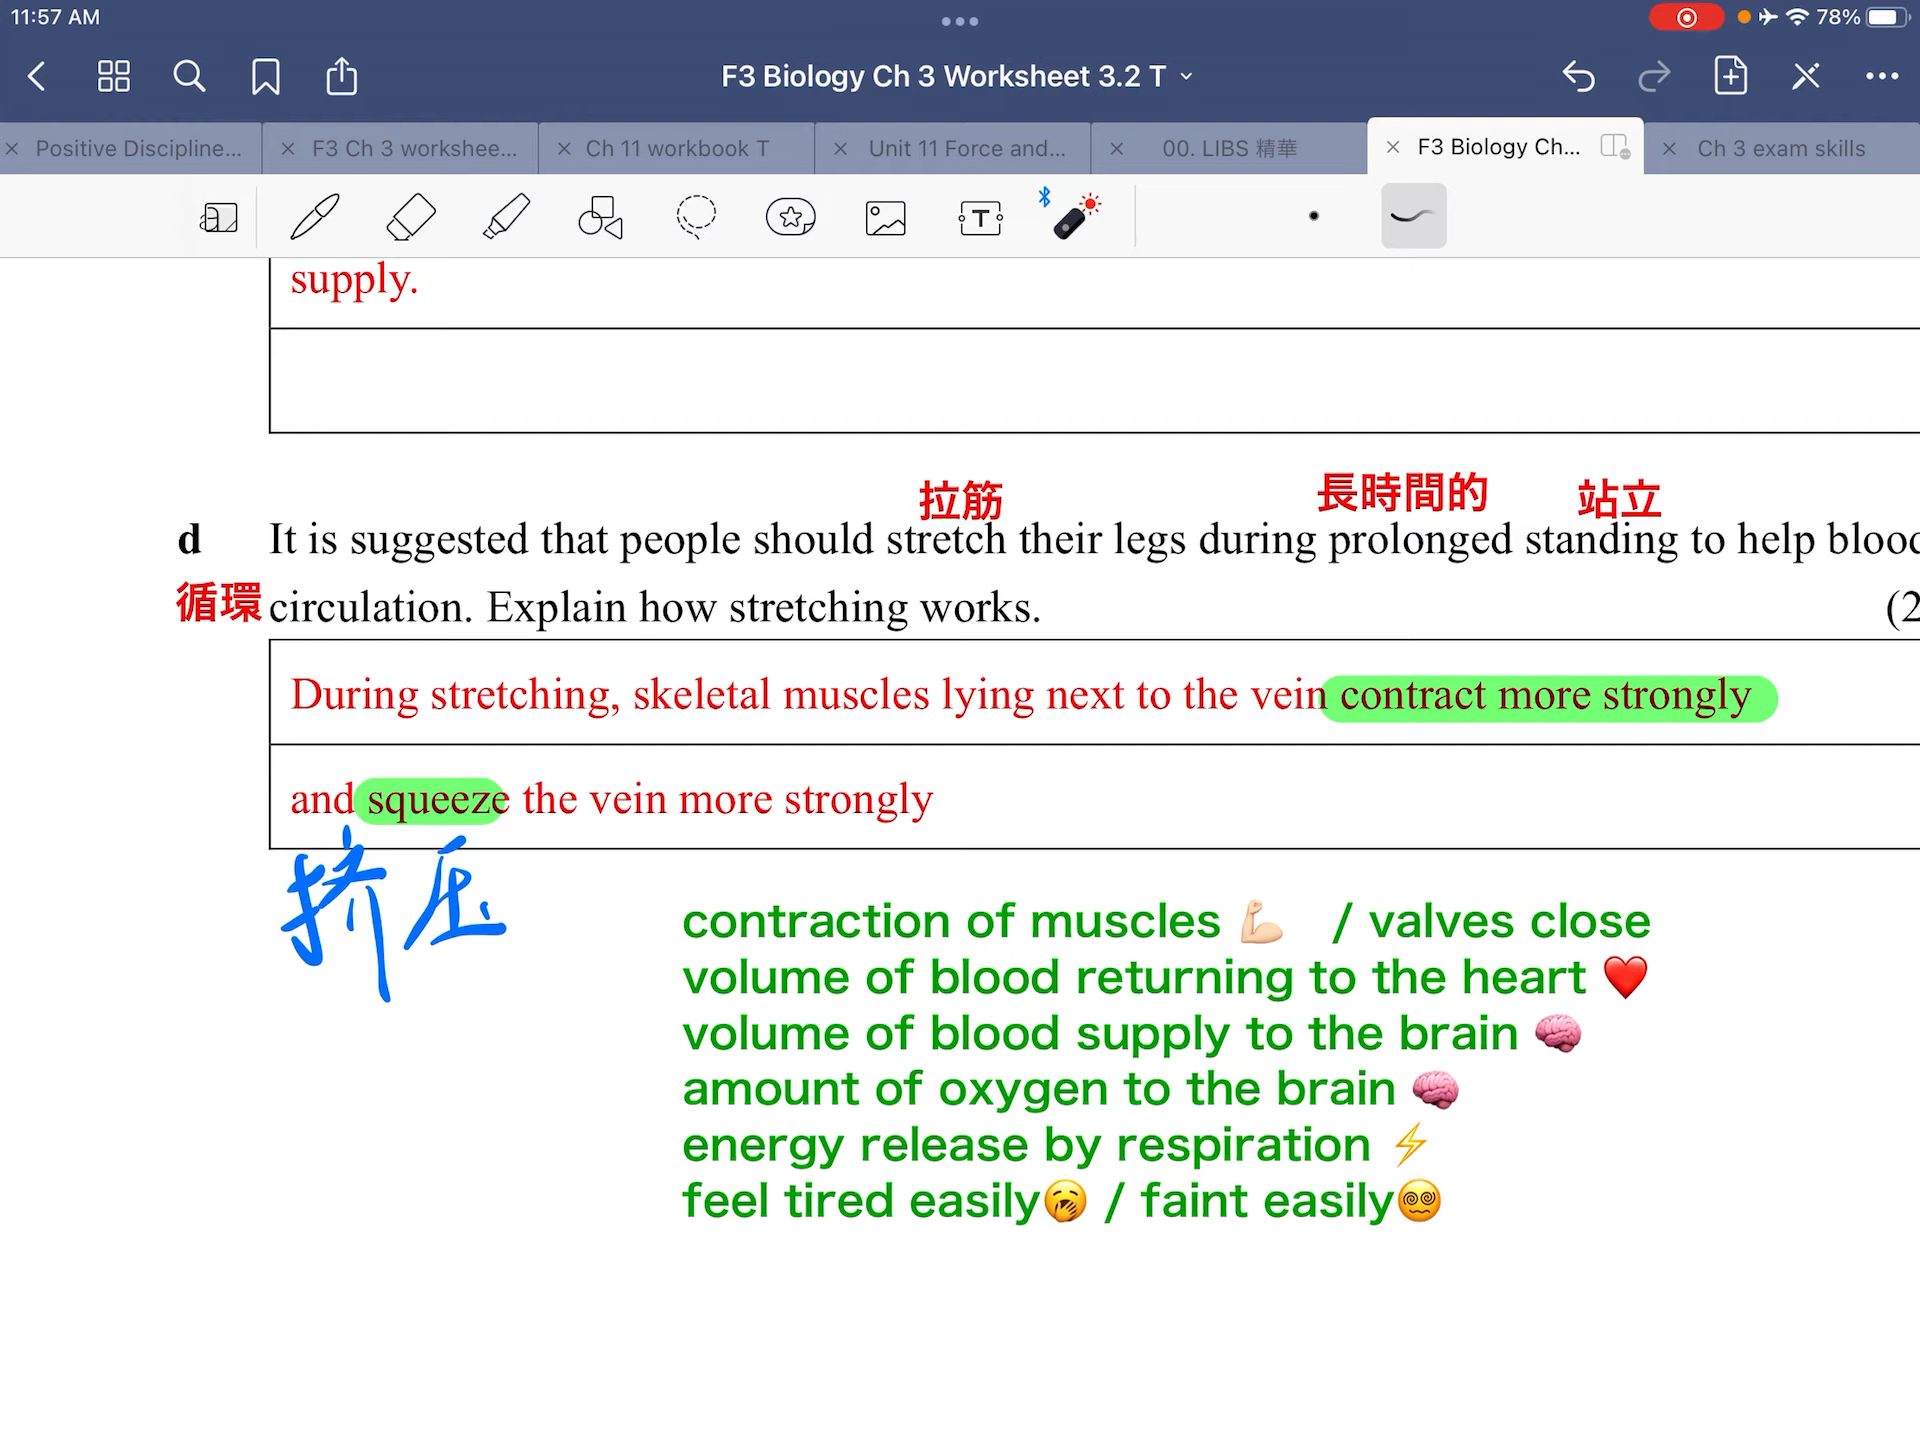 11:57 AM
78%
F3 Biology Ch 3 Worksheet 3.2 T
Positive Discipline...
F3 Ch 3 workshee...
Ch 11 workbook T
Unit 11 Force and...
00. LIBS 精華
F3 Biology Ch...
Ch 3 exam skills
supply.
拉筋 長時間的 站立
d It is suggested that people should stretch their legs during prolonged standing to help blood
循環 circulation. Explain how stretching works. (2
During stretching, skeletal muscles lying next to the vein contract more strongly
and squeeze the vein more strongly
挤压
contraction of muscles 💪🏻 / valves close
volume of blood returning to the heart ❤️
volume of blood supply to the brain 🧠
amount of oxygen to the brain 🧠
energy release by respiration ⚡
feel tired easily🥱 / faint easily😵‍💫